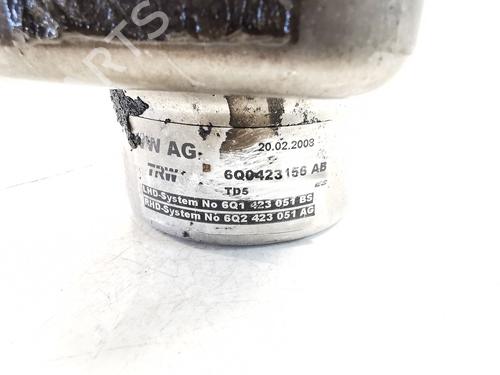 VW AG.
20.02.2003
TRW
6Q0423156 AB
TD5
LHD-System No 6Q1 423 051 BS
RHD-System No 6Q2 423 051 AG